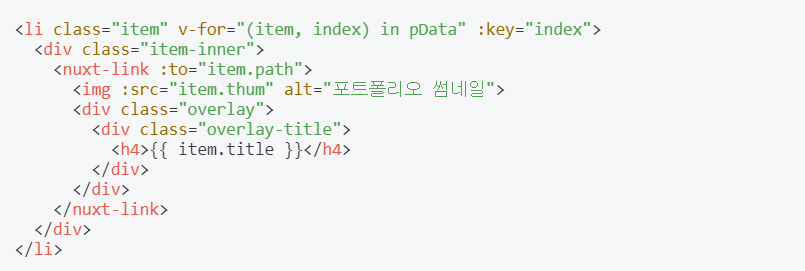 <li class="item" v-for="(item, index) in pData" :key="index">
  <div class="item-inner">
    <nuxt-link :to="item.path">
      <img :src="item.thum" alt="포트폴리오 썸네일">
      <div class="overlay">
        <div class="overlay-title">
          <h4>{{ item.title }}</h4>
        </div>
      </div>
    </nuxt-link>
  </div>
</li>